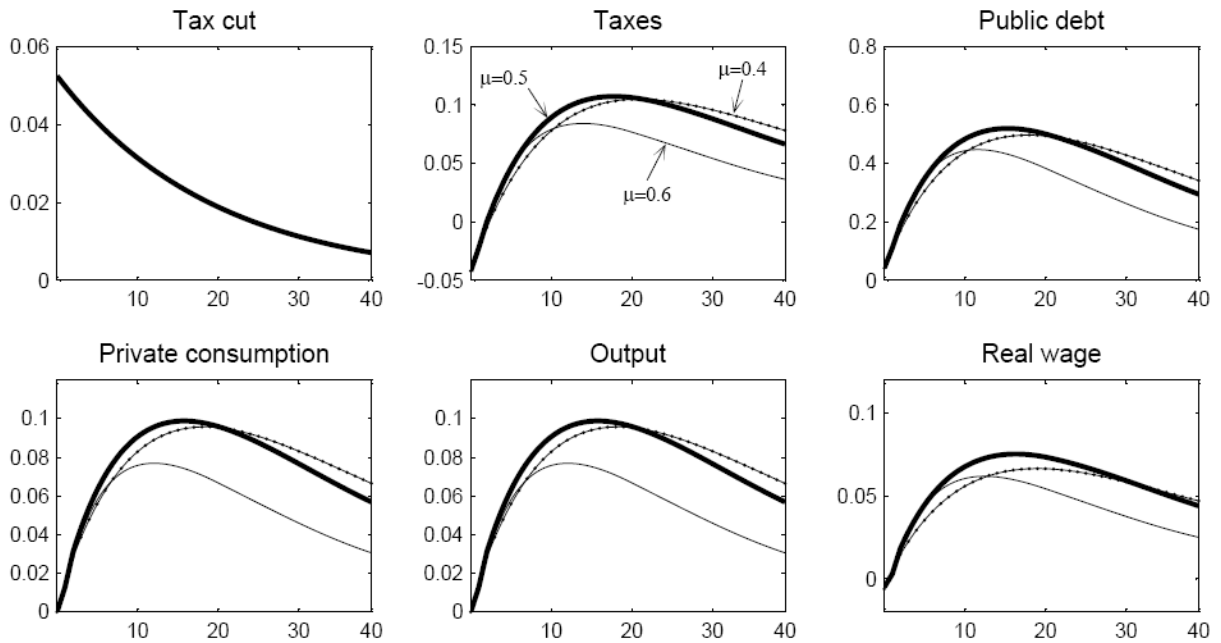 Tax cut
0.06
0.04
0.02
0
10 20 30 40
Taxes
0.15
0.1
0.05
0
-0.05
10 20 30 40
μ=0.5
μ=0.4
μ=0.6
Public debt
0.8
0.6
0.4
0.2
0
10 20 30 40
Private consumption
0.1
0.08
0.06
0.04
0.02
0
10 20 30 40
Output
0.1
0.08
0.06
0.04
0.02
0
10 20 30 40
Real wage
0.1
0.05
0
10 20 30 40